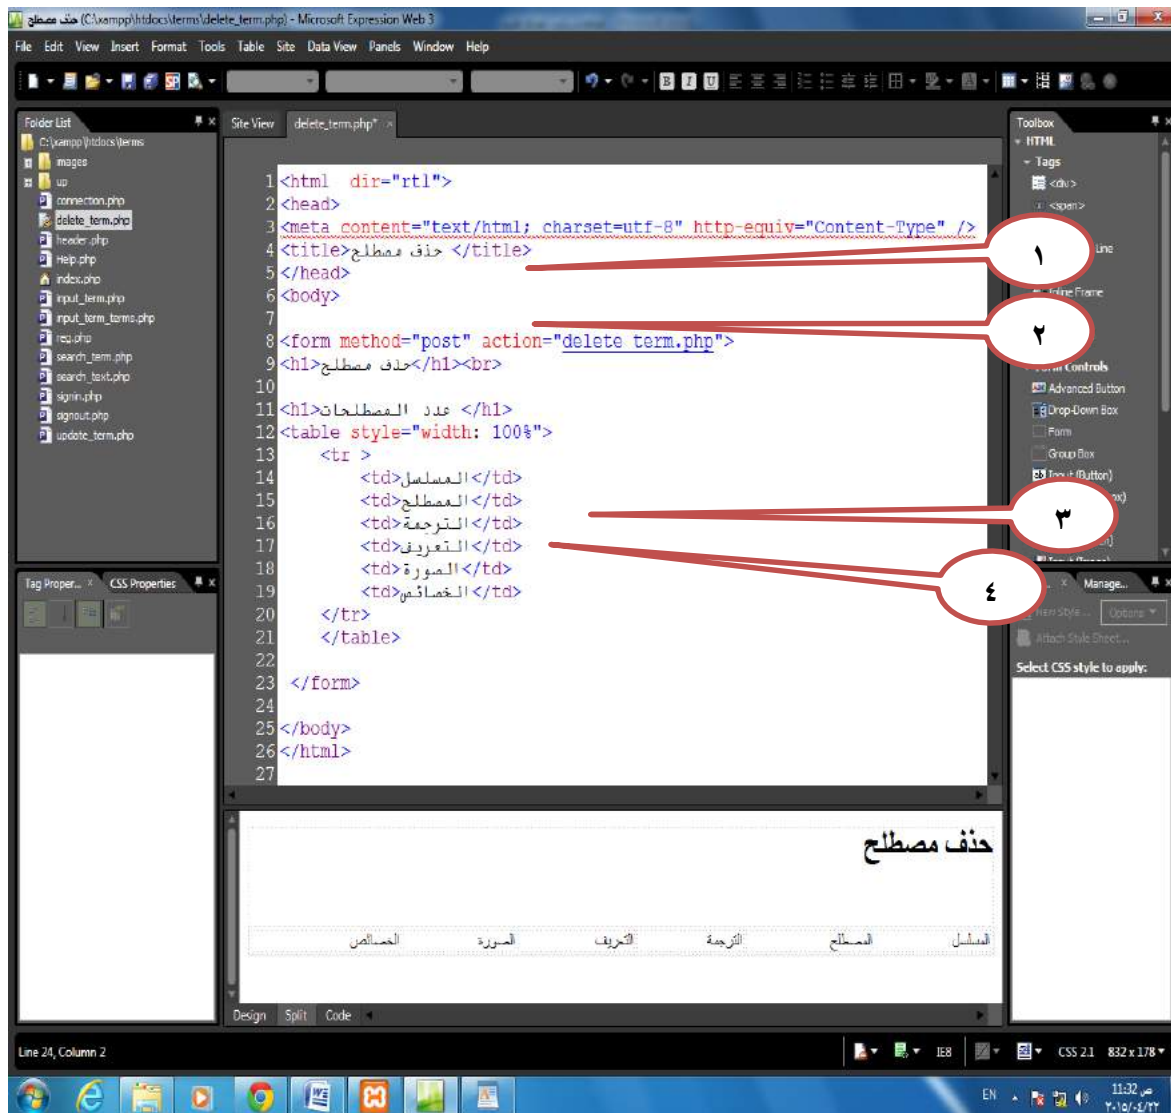 حذف مصطلح (C:\xampp\htdocs\terms\delete_term.php) - Microsoft Expression Web 3
File Edit View Insert Format Tools Table Site Data View Panels Window Help
Folder List
C:\xampp\htdocs\terms
images
up
connection.php
delete_term.php
header.php
Help.php
index.php
input_term.php
input_term_terms.php
reg.php
search_term.php
search_text.php
signin.php
signout.php
update_term.php
Tag Proper... CSS Properties
Site View delete_term.php*
1 <html dir="rtl">
2 <head>
3 <meta content="text/html; charset=utf-8" http-equiv="Content-Type" />
4 <title>حذف مصطلح </title>
5 </head>
6 <body>
7
8 <form method="post" action="delete_term.php">
9 <h1>حذف مصطلح</h1><br>
10
11 <h1>عدد المصطلحات </h1>
12 <table style="width: 100%">
13 <tr >
14 <td>المسلسل</td>
15 <td>المصطلح</td>
16 <td>الترجمة</td>
17 <td>التعريف</td>
18 <td>الصورة</td>
19 <td>الخصائص</td>
20 </tr>
21 </table>
22
23 </form>
24
25 </body>
26 </html>
27
حذف مصطلح
المسلسل المصطلح الترجمة التعريف الصورة الخصائص
Design Split Code
Toolbox
HTML
Tags
<div>
<span>
Line
Inline Frame
Form Controls
Advanced Button
Drop-Down Box
Form
Group Box
Input (Button)
١
٢
٣
٤
Manage...
New Style... Options
Attach Style Sheet...
Select CSS style to apply:
Line 24, Column 2
IE8 CSS 2.1 832 x 178
EN
11:32 ص
٢٠١٥/٠٤/٢٢